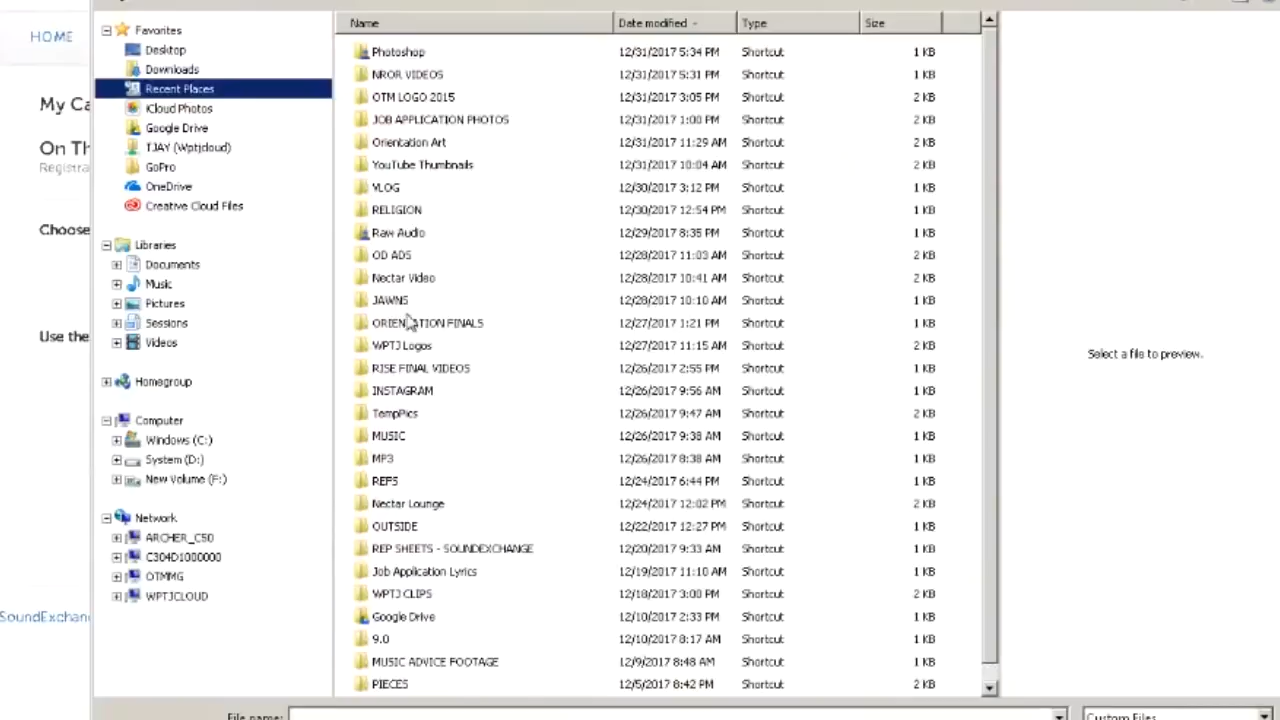 HOME
My Ca
On Th
Registra
Choose
Use the
SoundExchan
Favorites
Desktop
Downloads
Recent Places
iCloud Photos
Google Drive
TJAY (Wptjcloud)
GoPro
OneDrive
Creative Cloud Files
Libraries
Documents
Music
Pictures
Sessions
Videos
Homegroup
Computer
Windows (C:)
System (D:)
New Volume (F:)
Network
ARCHER_C50
C304D1000000
OTMMG
WPTJCLOUD
Name Date modified Type Size
Photoshop 12/31/2017 5:34 PM Shortcut 1 KB
NROR VIDEOS 12/31/2017 5:31 PM Shortcut 1 KB
OTM LOGO 2015 12/31/2017 3:05 PM Shortcut 2 KB
JOB APPLICATION PHOTOS 12/31/2017 1:00 PM Shortcut 2 KB
Orientation Art 12/31/2017 11:29 AM Shortcut 2 KB
YouTube Thumbnails 12/31/2017 10:04 AM Shortcut 2 KB
VLOG 12/30/2017 3:12 PM Shortcut 1 KB
RELIGION 12/30/2017 12:54 PM Shortcut 1 KB
Raw Audio 12/29/2017 8:35 PM Shortcut 1 KB
OD ADS 12/28/2017 11:03 AM Shortcut 2 KB
Nectar Video 12/28/2017 10:41 AM Shortcut 1 KB
JAWNS 12/28/2017 10:10 AM Shortcut 1 KB
ORIENTATION FINALS 12/27/2017 1:21 PM Shortcut 1 KB
WPTJ Logos 12/27/2017 11:15 AM Shortcut 2 KB
RISE FINAL VIDEOS 12/26/2017 2:55 PM Shortcut 1 KB
INSTAGRAM 12/26/2017 9:56 AM Shortcut 1 KB
TempPics 12/26/2017 9:47 AM Shortcut 2 KB
MUSIC 12/26/2017 9:38 AM Shortcut 1 KB
MP3 12/26/2017 8:38 AM Shortcut 1 KB
REPS 12/24/2017 6:44 PM Shortcut 1 KB
Nectar Lounge 12/24/2017 12:02 PM Shortcut 2 KB
OUTSIDE 12/22/2017 12:27 PM Shortcut 1 KB
REP SHEETS - SOUNDEXCHANGE 12/20/2017 9:33 AM Shortcut 1 KB
Job Application Lyrics 12/19/2017 11:10 AM Shortcut 1 KB
WPTJ CLIPS 12/18/2017 3:00 PM Shortcut 2 KB
Google Drive 12/10/2017 2:33 PM Shortcut 1 KB
9.0 12/10/2017 8:17 AM Shortcut 1 KB
MUSIC ADVICE FOOTAGE 12/9/2017 8:48 AM Shortcut 1 KB
PIECES 12/5/2017 8:42 PM Shortcut 2 KB
Select a file to preview.
File name: Custom Files